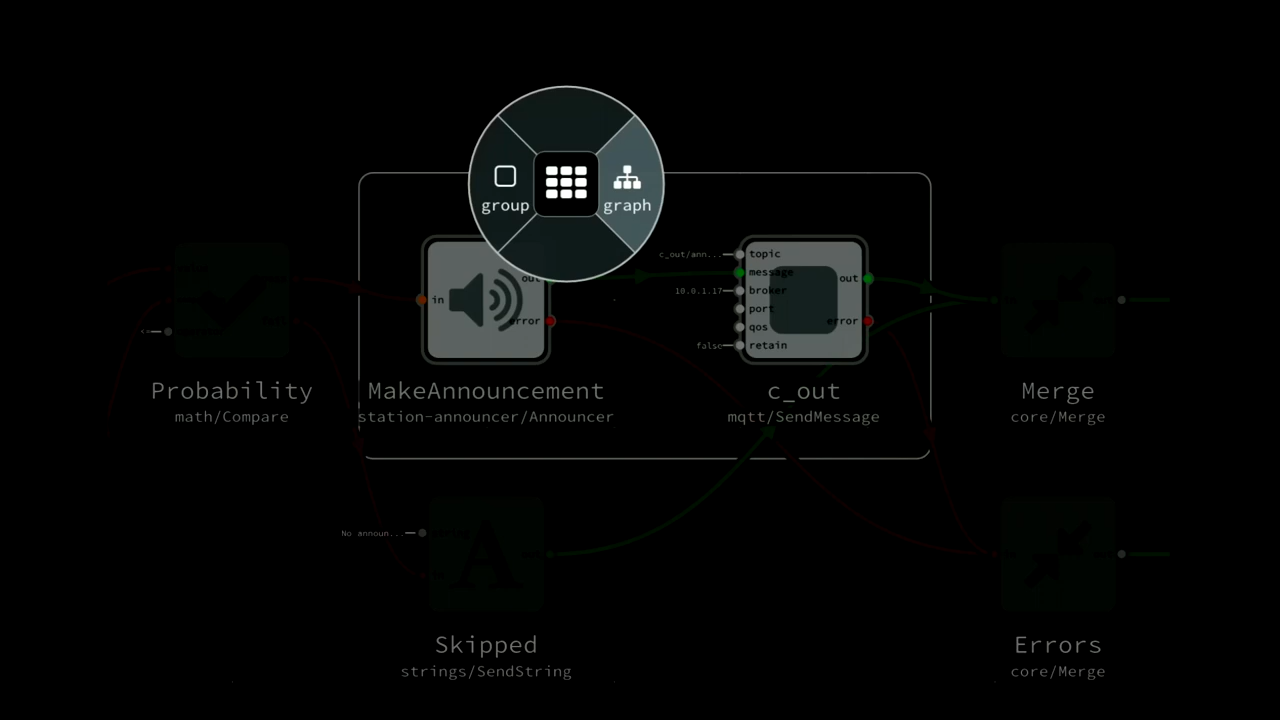 group
graph
out
in
error
c_out/ann...
topic
message
10.0.1.17
broker
port
qos
false
retain
out
error
<=
Probability
math/Compare
MakeAnnouncement
station-announcer/Announcer
c_out
mqtt/SendMessage
Merge
core/Merge
No announ...
A
Skipped
strings/SendString
Errors
core/Merge